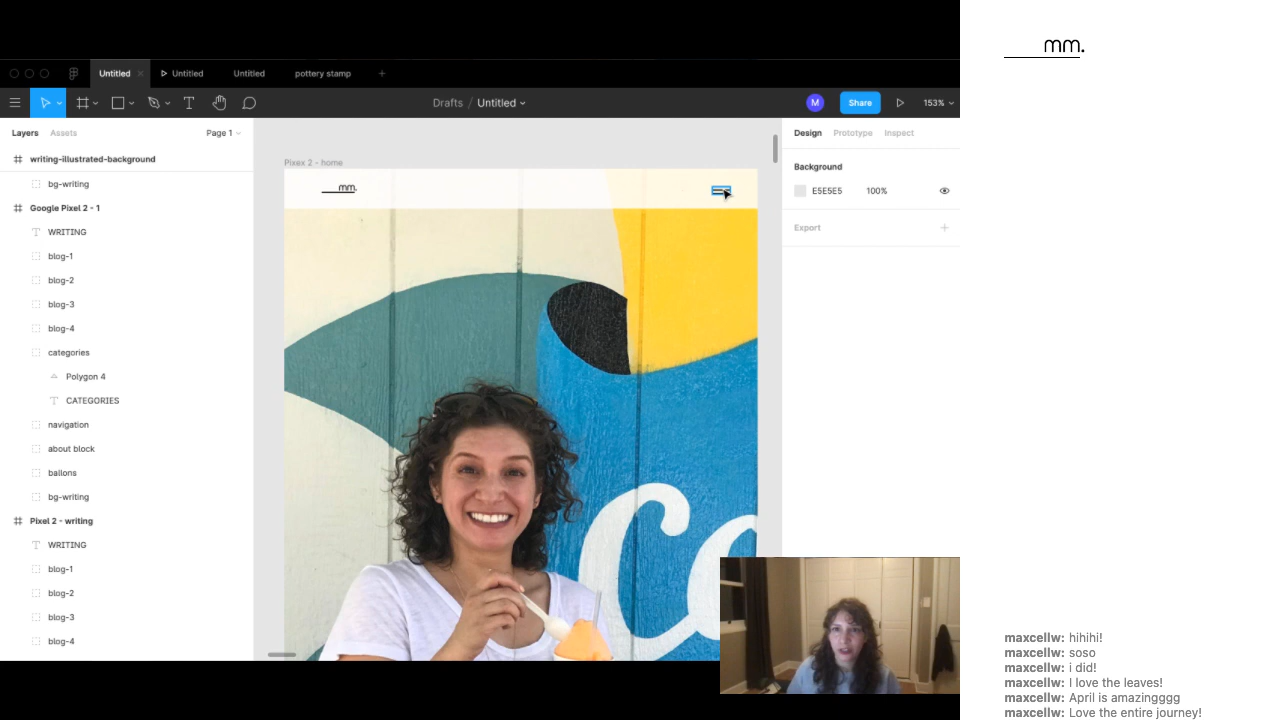 mm.
Untitled
Untitled
Untitled
pottery stamp
Drafts / Untitled
M
Share
153%
Layers
Assets
Page 1
Design
Prototype
Inspect
writing-illustrated-background
bg-writing
Google Pixel 2 - 1
WRITING
blog-1
blog-2
blog-3
blog-4
categories
Polygon 4
CATEGORIES
navigation
about block
ballons
bg-writing
Pixel 2 - writing
WRITING
blog-1
blog-2
blog-3
blog-4
Pixex 2 - home
mm.
Co
Background
E5E5E5 100%
Export
maxcellw: hihihi!
maxcellw: soso
maxcellw: i did!
maxcellw: I love the leaves!
maxcellw: April is amazingggg
maxcellw: Love the entire journey!